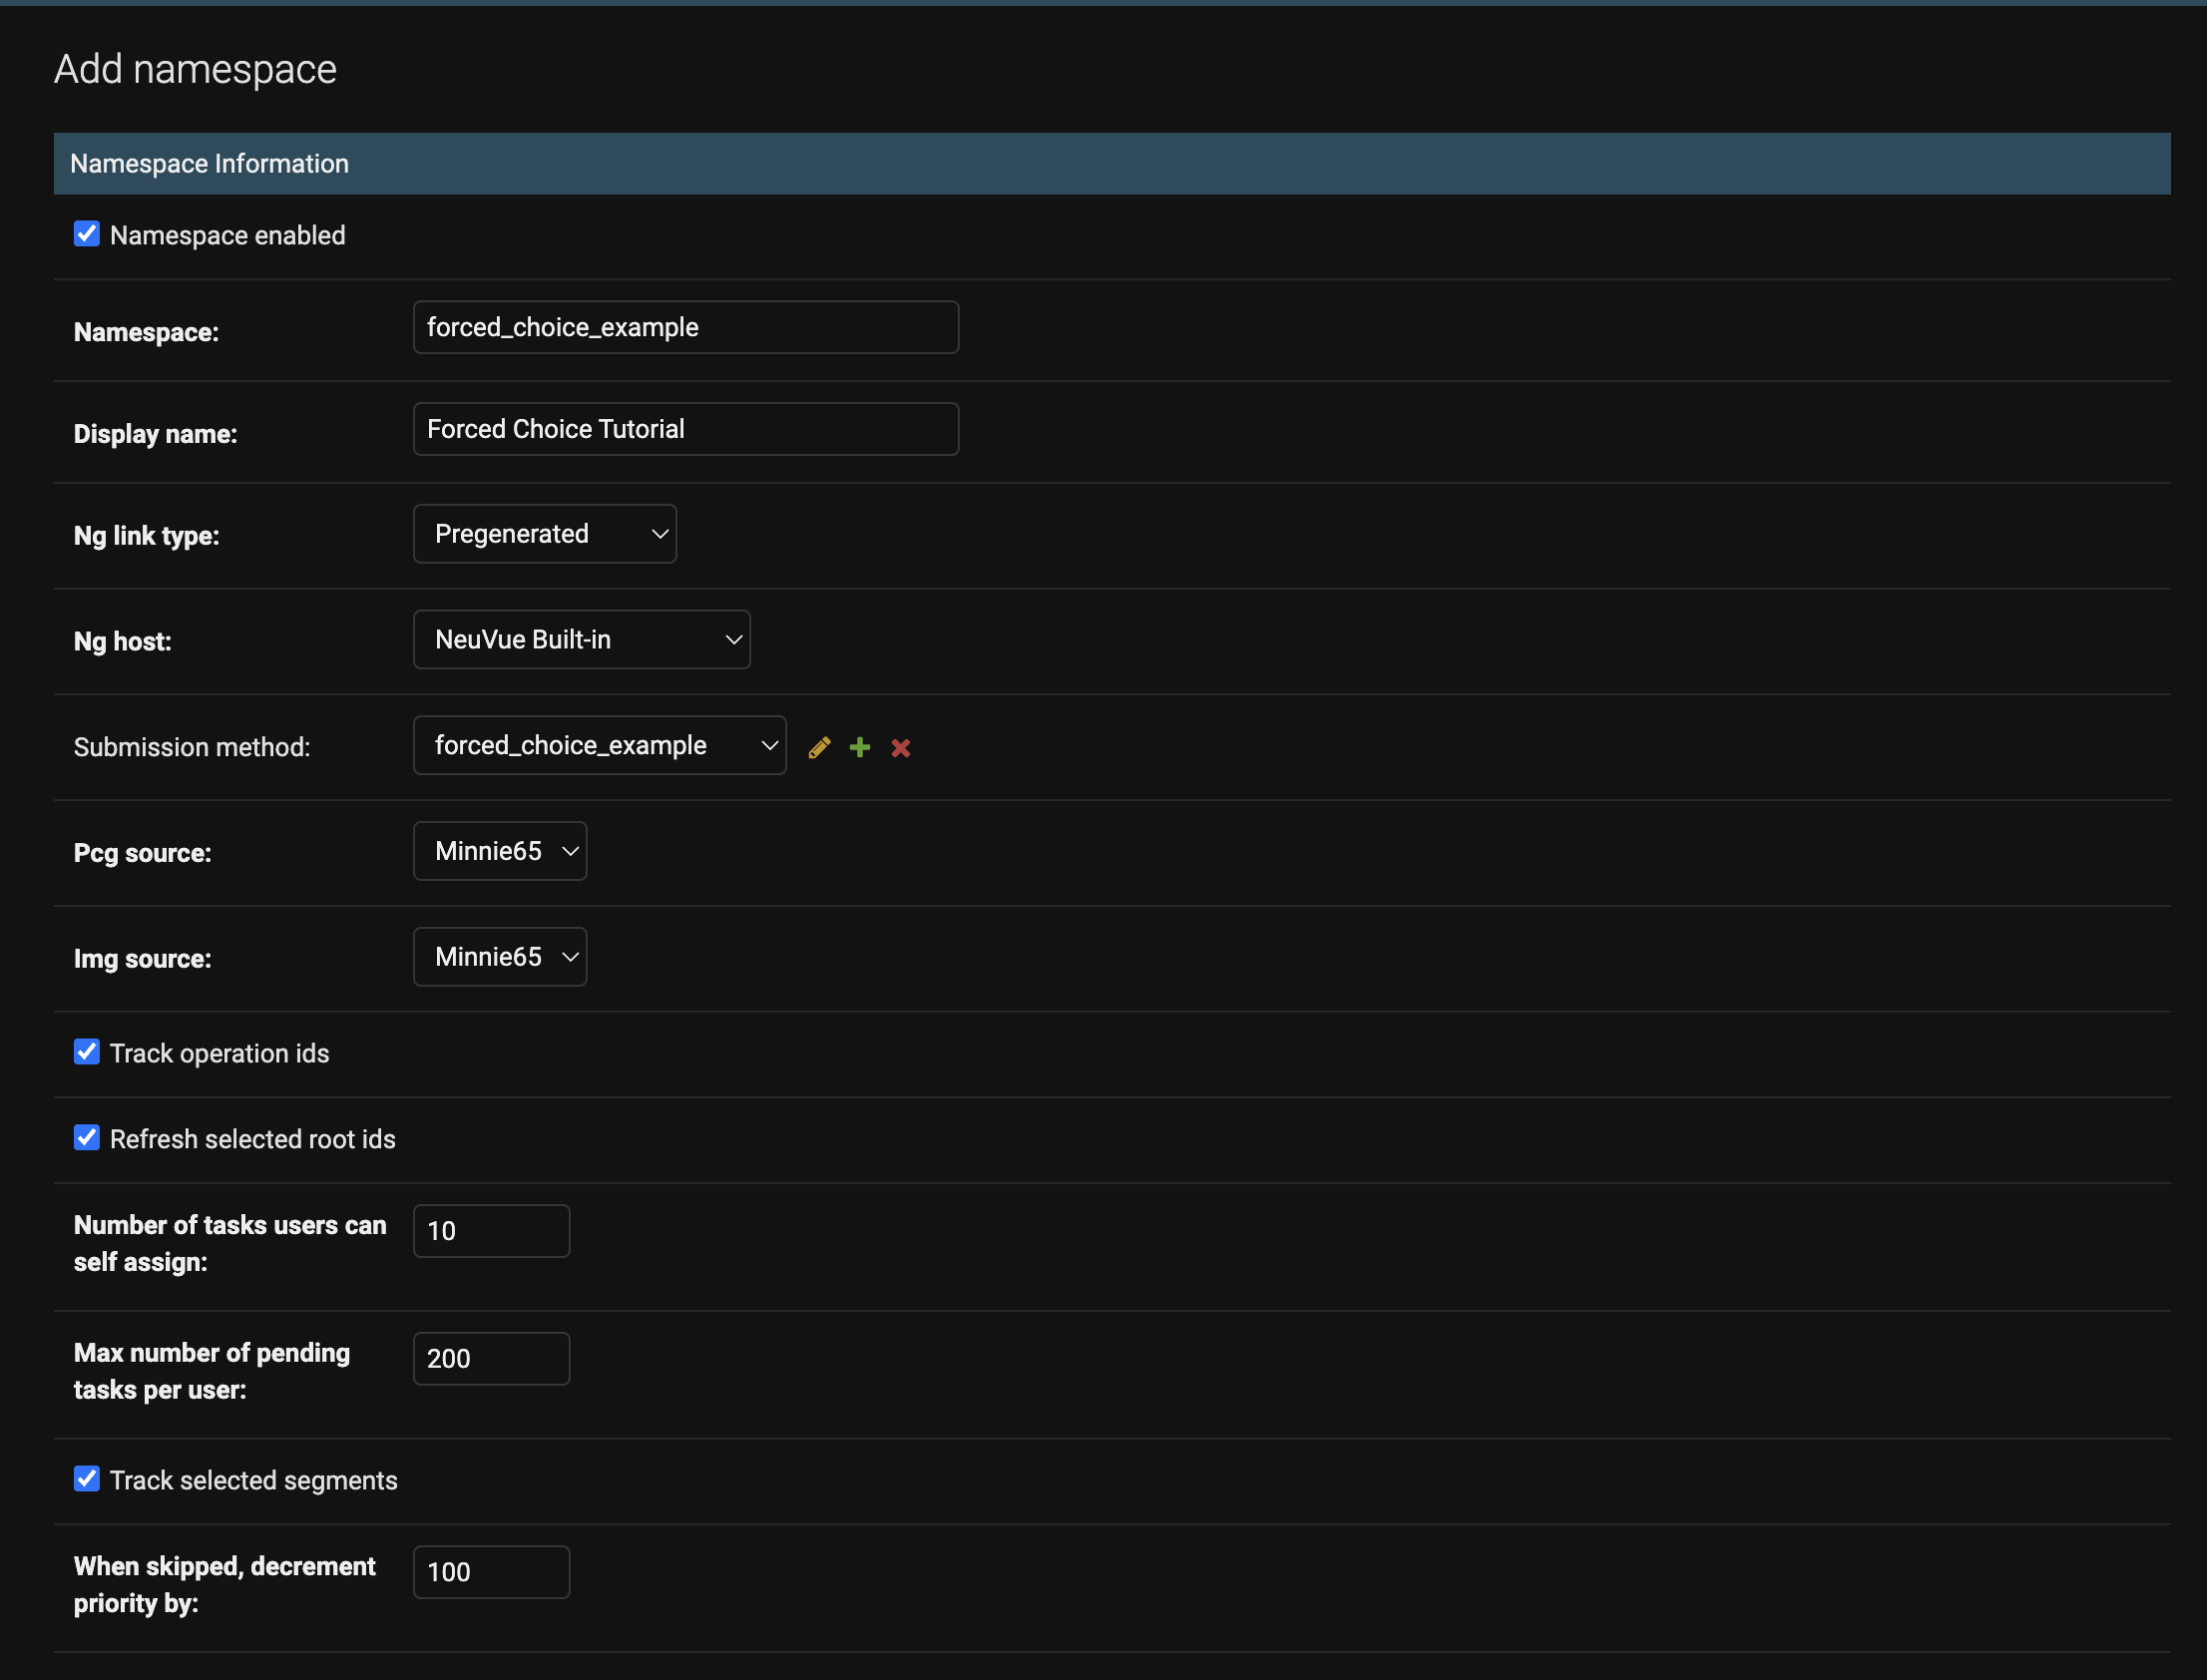 Add namespace
Namespace Information
Namespace enabled
Namespace: forced_choice_example
Display name: Forced Choice Tutorial
Ng link type: Pregenerated
Ng host: NeuVue Built-in
Submission method: forced_choice_example
Pcg source: Minnie65
Img source: Minnie65
Track operation ids
Refresh selected root ids
Number of tasks users can
self assign:
10
Max number of pending
tasks per user:
200
Track selected segments
When skipped, decrement
priority by:
100